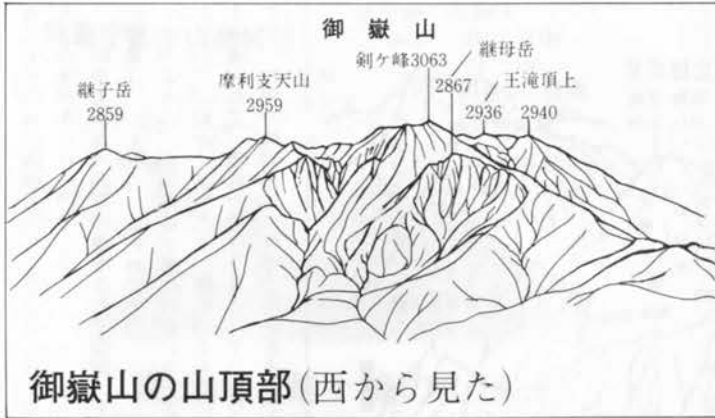 御嶽山
剣ヶ峰3063
継母岳
2867
王滝頂上
2936
2940
摩利支天山
2959
継子岳
2859
御嶽山の山頂部(西から見た)